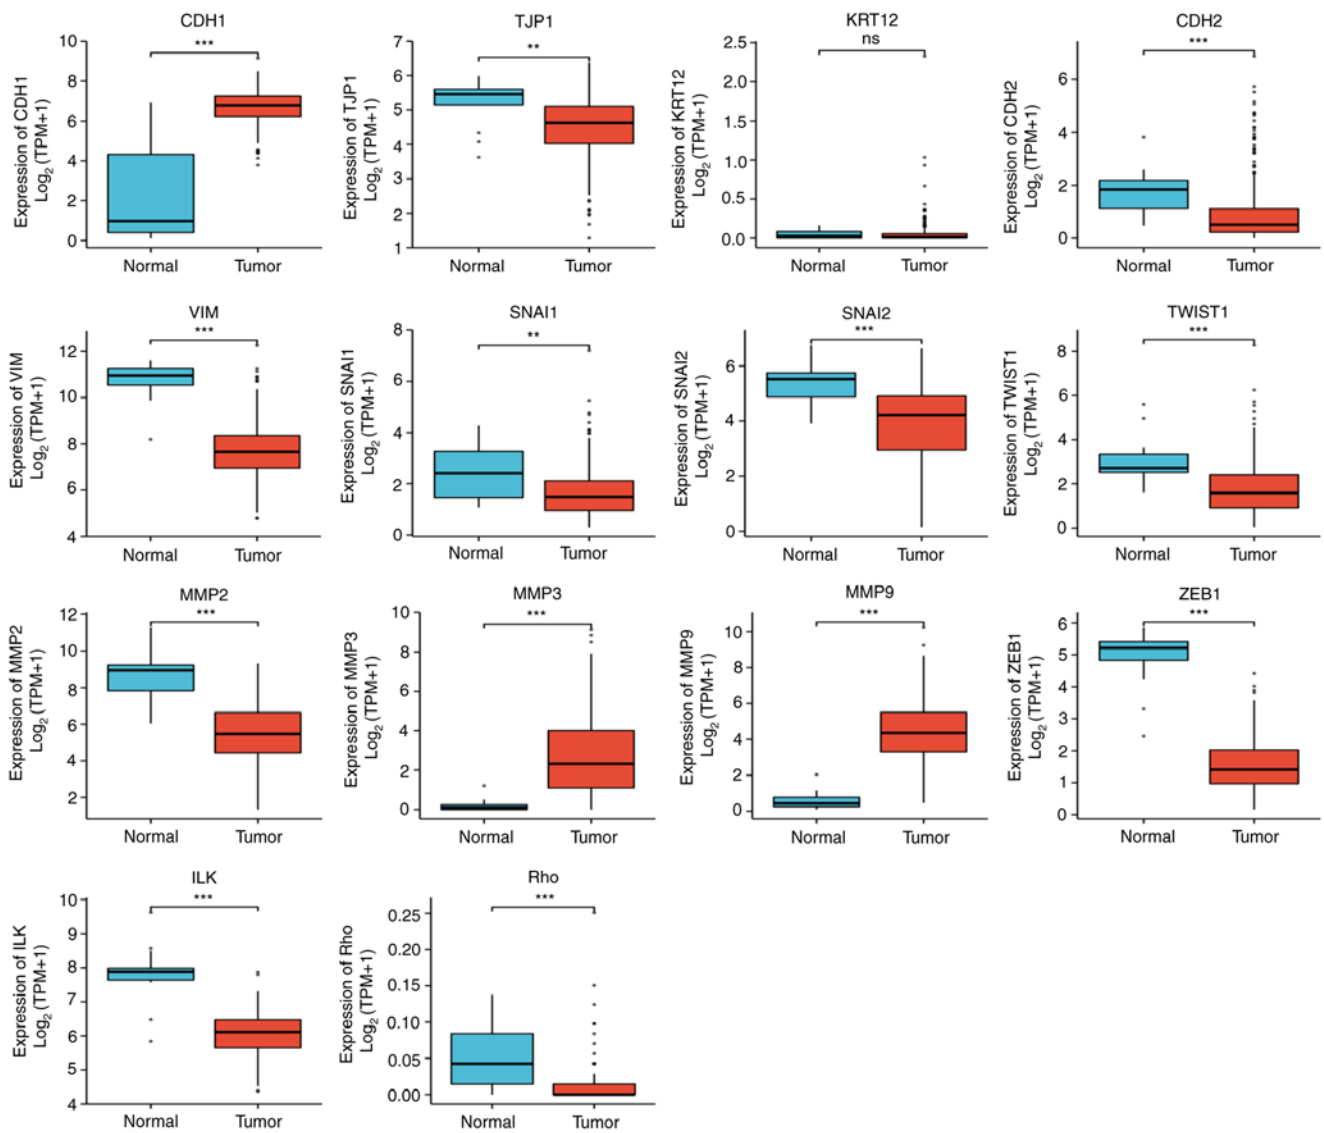 CDH1
***
Expression of CDH1
Log2 (TPM+1)
10
8
6
4
2
0
Normal Tumor
TJP1
**
Expression of TJP1
Log2 (TPM+1)
7
6
5
4
3
2
1
Normal Tumor
KRT12
ns
Expression of KRT12
Log2 (TPM+1)
2.5
2.0
1.5
1.0
0.5
0.0
Normal Tumor
CDH2
***
Expression of CDH2
Log2 (TPM+1)
6
4
2
0
Normal Tumor
VIM
***
Expression of VIM
Log2 (TPM+1)
12
10
8
6
4
Normal Tumor
SNAI1
**
Expression of SNAI1
Log2 (TPM+1)
8
6
4
2
0
Normal Tumor
SNAI2
***
Expression of SNAI2
Log2 (TPM+1)
6
4
2
0
Normal Tumor
TWIST1
***
Expression of TWIST1
Log2 (TPM+1)
8
6
4
2
0
Normal Tumor
MMP2
***
Expression of MMP2
Log2 (TPM+1)
12
10
8
6
4
2
Normal Tumor
MMP3
***
Expression of MMP3
Log2 (TPM+1)
10
8
6
4
2
0
Normal Tumor
MMP9
***
Expression of MMP9
Log2 (TPM+1)
10
8
6
4
2
0
Normal Tumor
ZEB1
***
Expression of ZEB1
Log2 (TPM+1)
6
5
4
3
2
1
0
Normal Tumor
ILK
***
Expression of ILK
Log2 (TPM+1)
10
9
8
7
6
5
4
Normal Tumor
Rho
***
Expression of Rho
Log2 (TPM+1)
0.25
0.20
0.15
0.10
0.05
0.00
Normal Tumor